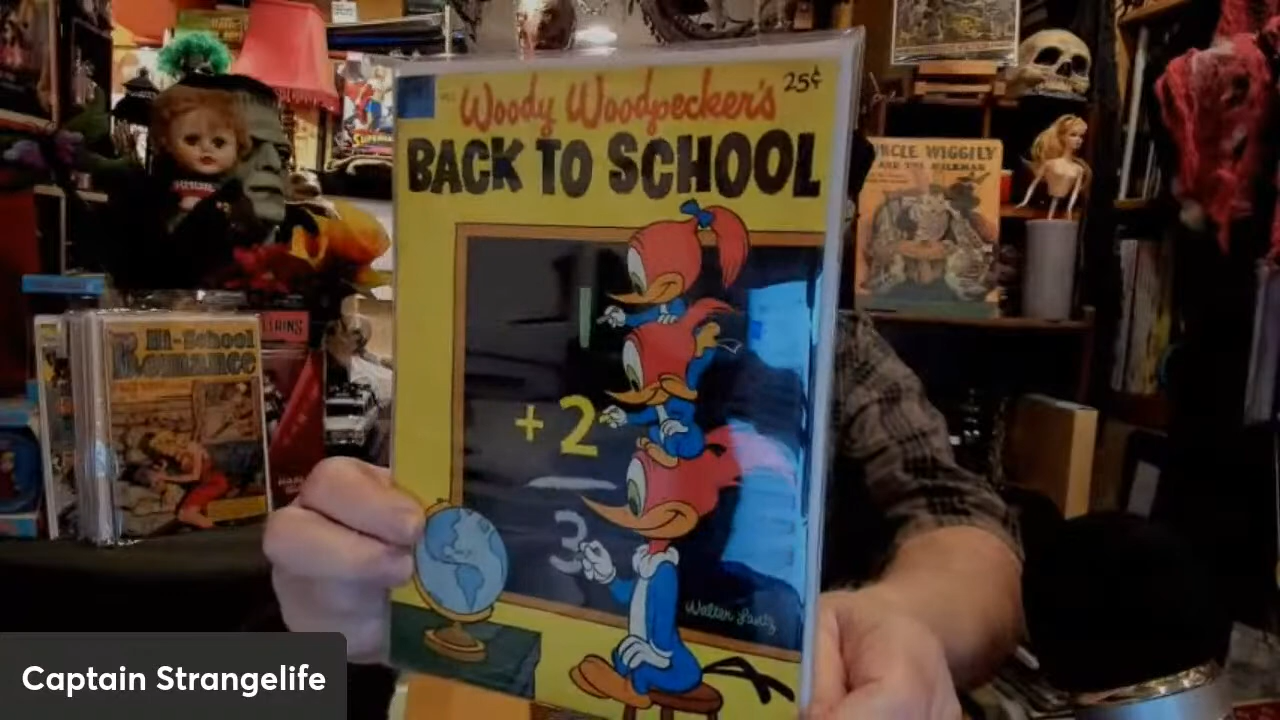 Woody Woodpecker's
25¢
BACK TO SCHOOL
+ 2
3
Walter Lantz
Hi-School
Romance
UNCLE WIGGILY
AND THE MILKMAN
Captain Strangelife